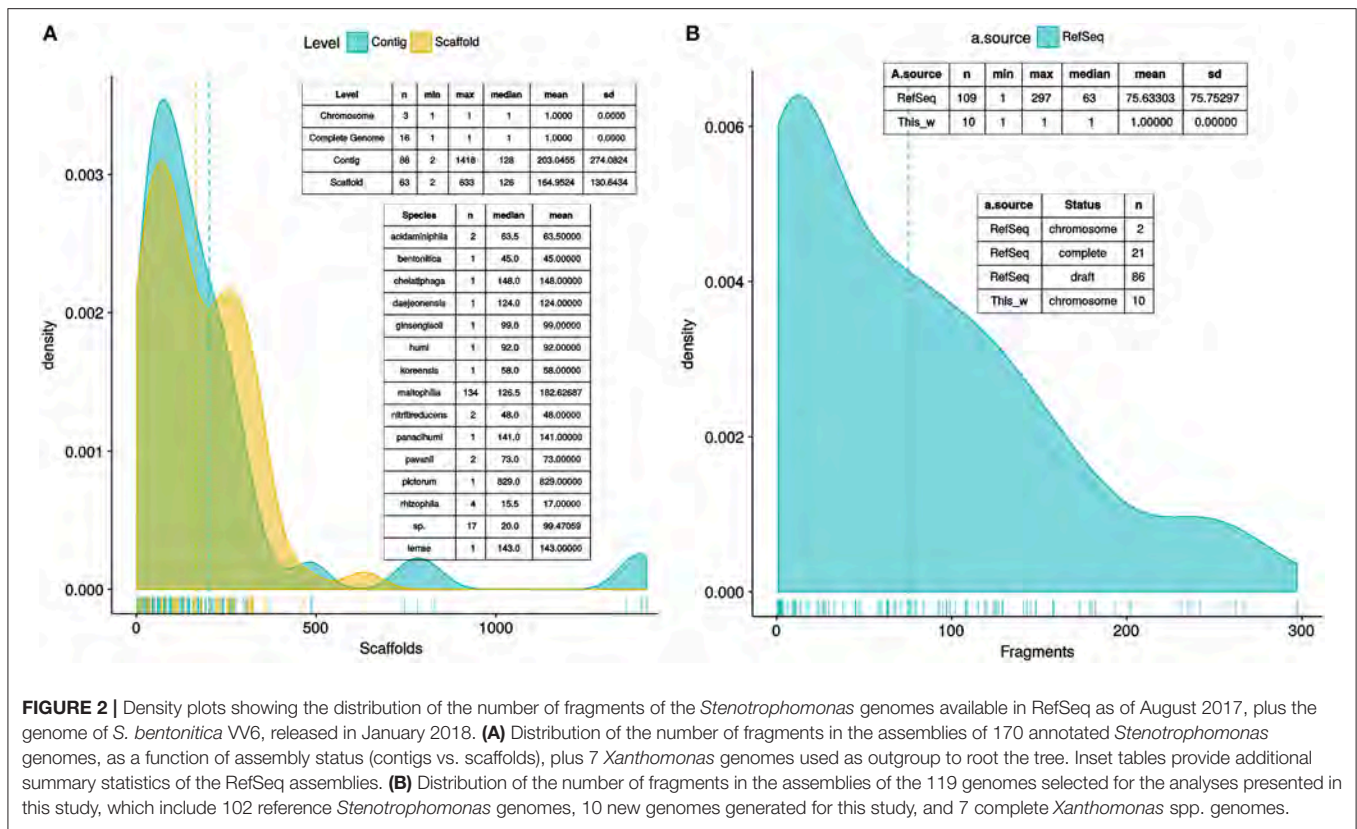 A
Level Contig Scaffold
Level n min max median mean sd
Chromosome 3 1 1 1 1.0000 0.0000
Complete Genome 16 1 1 1 1.0000 0.0000
Contig 88 2 1418 128 203.0455 274.0824
Scaffold 63 2 633 126 164.9524 130.6434
Species n median mean
acidaminiphila 2 63.5 63.50000
bentonitica 1 45.0 45.00000
chelatiphaga 1 148.0 148.00000
daejeonensis 1 124.0 124.00000
ginsengisoli 1 99.0 99.00000
humi 1 92.0 92.00000
koreensis 1 58.0 58.00000
maltophilia 134 126.5 182.62687
nitritireducens 2 48.0 48.00000
panacihumi 1 141.0 141.00000
pavanii 2 73.0 73.00000
pictorum 1 829.0 829.00000
rhizophila 4 15.5 17.00000
sp. 17 20.0 99.47059
terrae 1 143.0 143.00000
density
0.003
0.002
0.001
0.000
0 500 1000
Scaffolds
B
a.source RefSeq
A.source n min max median mean sd
RefSeq 109 1 297 63 75.63303 75.75297
This_w 10 1 1 1 1.00000 0.00000
a.source Status n
RefSeq chromosome 2
RefSeq complete 21
RefSeq draft 86
This_w chromosome 10
density
0.006
0.004
0.002
0.000
0 100 200 300
Fragments
FIGURE 2 | Density plots showing the distribution of the number of fragments of the Stenotrophomonas genomes available in RefSeq as of August 2017, plus the
genome of S. bentonitica VV6, released in January 2018. (A) Distribution of the number of fragments in the assemblies of 170 annotated Stenotrophomonas
genomes, as a function of assembly status (contigs vs. scaffolds), plus 7 Xanthomonas genomes used as outgroup to root the tree. Inset tables provide additional
summary statistics of the RefSeq assemblies. (B) Distribution of the number of fragments in the assemblies of the 119 genomes selected for the analyses presented in
this study, which include 102 reference Stenotrophomonas genomes, 10 new genomes generated for this study, and 7 complete Xanthomonas spp. genomes.